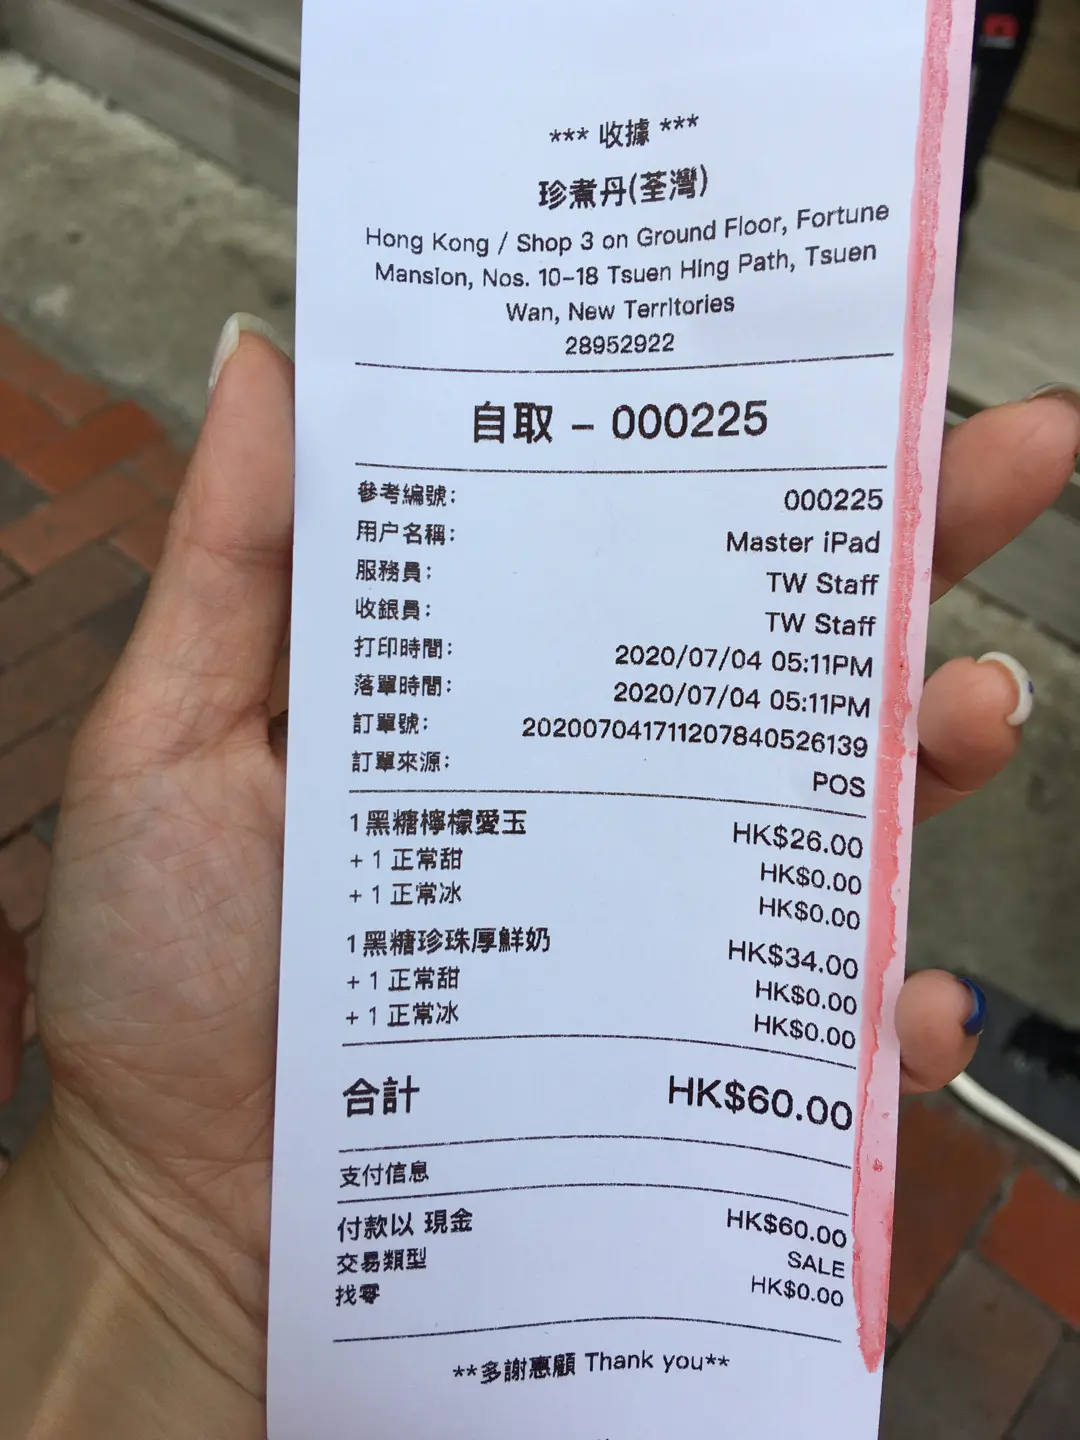 *** 收據 ***
珍煮丹(荃灣)
Hong Kong / Shop 3 on Ground Floor, Fortune
Mansion, Nos. 10-18 Tsuen Hing Path, Tsuen
Wan, New Territories
28952922
自取 - 000225
參考編號: 000225
用户名稱: Master iPad
服務員: TW Staff
收銀員: TW Staff
打印時間: 2020/07/04 05:11PM
落單時間: 2020/07/04 05:11PM
訂單號: 202007041711207840526139
訂單來源: POS
1 黑糖檸檬愛玉 HK$26.00
+ 1 正常甜 HK$0.00
+ 1 正常冰 HK$0.00
1 黑糖珍珠厚鮮奶 HK$34.00
+ 1 正常甜 HK$0.00
+ 1 正常冰 HK$0.00
合計 HK$60.00
支付信息
付款以 現金 HK$60.00
交易類型 SALE
找零 HK$0.00
**多謝惠顧 Thank you**